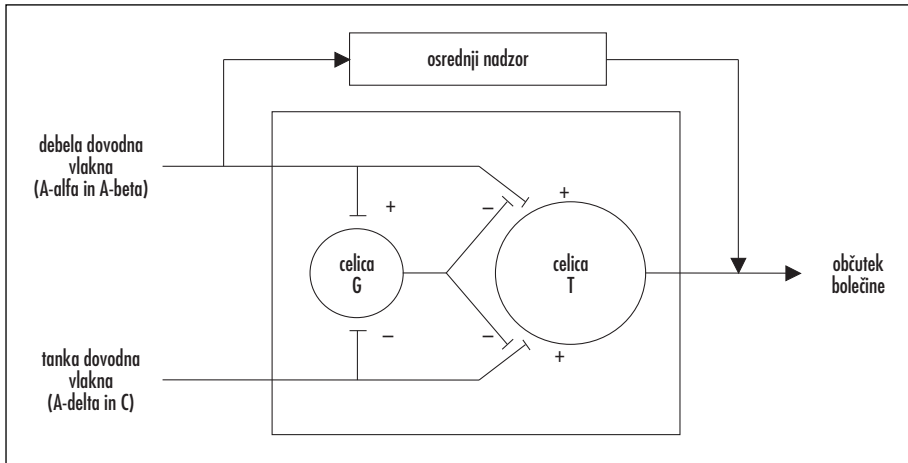 osrednji nadzor
debela dovodna
vlakna
(A-alfa in A-beta)
+
–
+
celica
G
celica
T
občutek
bolečine
–
–
+
tanka dovodna
vlakna
(A-delta in C)